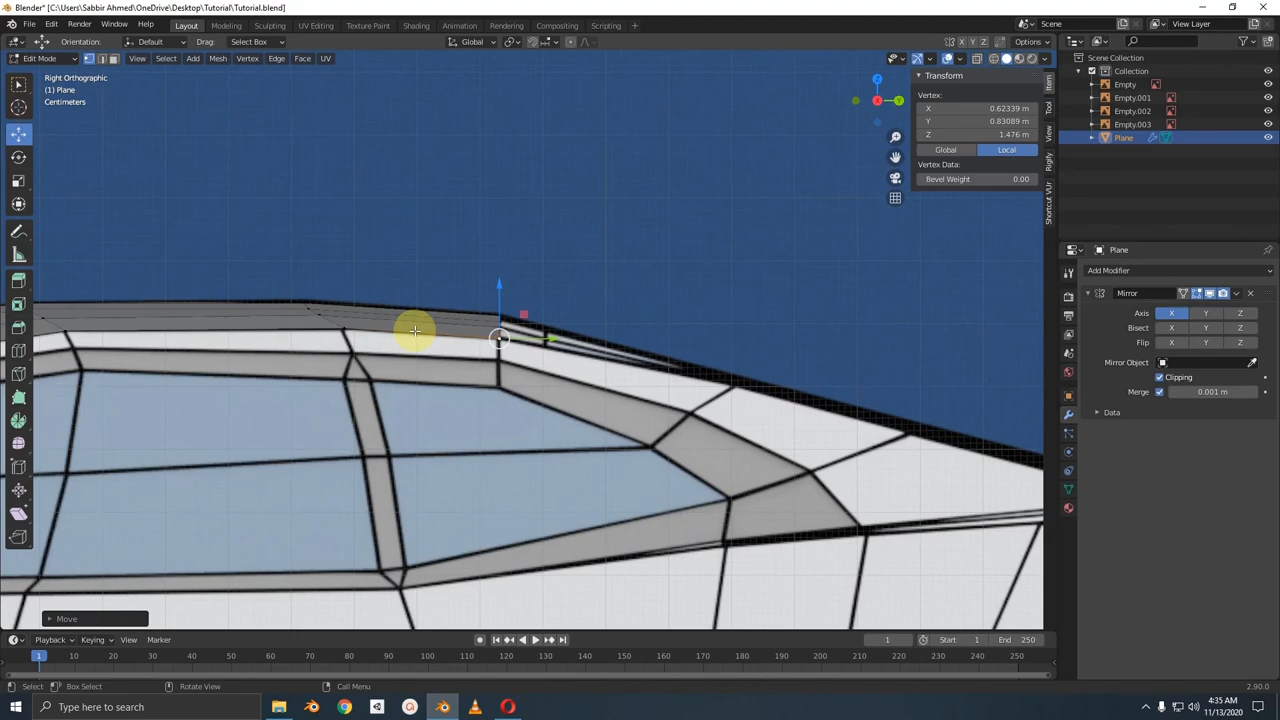 Blender* [C:\Users\Sabbir Ahmed\OneDrive\Desktop\Tutorial\Tutorial.blend]
File Edit Render Window Help Layout Modeling Sculpting UV Editing Texture Paint Shading Animation Rendering Compositing Scripting + Scene View Layer
Orientation: Default Drag: Select Box Global X Y Z Options
Edit Mode View Select Add Mesh Vertex Edge Face UV
Right Orthographic
(1) Plane
Centimeters
Z
X
Y
Transform
Vertex:
X 0.62339 m
Y 0.83089 m
Z 1.476 m
Global Local
Vertex Data:
Bevel Weight 0.00
Item
Tool
View
Rigify
Shortcut VUr
Scene Collection
Collection
Empty
Empty.001
Empty.002
Empty.003
Plane
Plane
Add Modifier
Mirror
Axis X Y Z
Bisect X Y Z
Flip X Y Z
Mirror Object
Clipping
Merge 0.001 m
Data
Move
Playback Keying View Marker 1 Start 1 End 250
1 10 20 30 40 50 60 70 80 90 100 110 120 130 140 150 160 170 180 190 200 210 220 230 240 250
Select Box Select Rotate View Call Menu 2.90.0
Type here to search
4:35 AM
11/13/2020